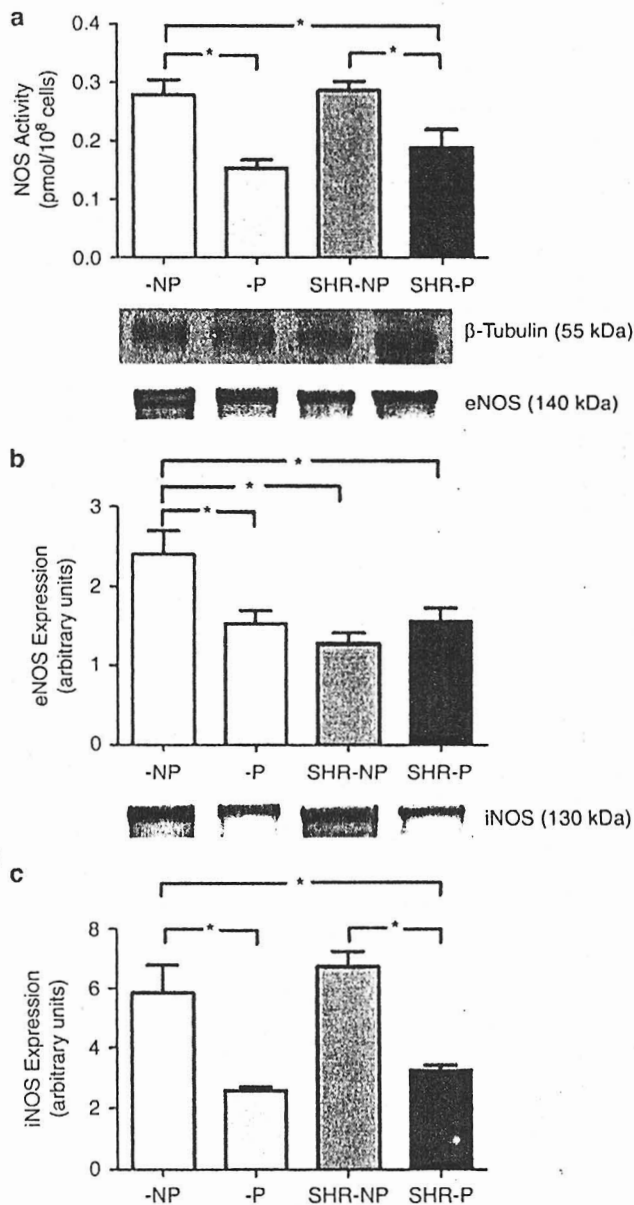 a
0.4
*
*
*
0.3
0.2
0.1
0.0
NOS Activity
(pmol/10⁸ cells)
-NP -P SHR-NP SHR-P
β-Tubulin (55 kDa)
eNOS (140 kDa)
b
*
*
*
3
2
1
0
eNOS Expression
(arbitrary units)
-NP -P SHR-NP SHR-P
iNOS (130 kDa)
c
*
*
*
8
6
4
2
0
iNOS Expression
(arbitrary units)
-NP -P SHR-NP SHR-P